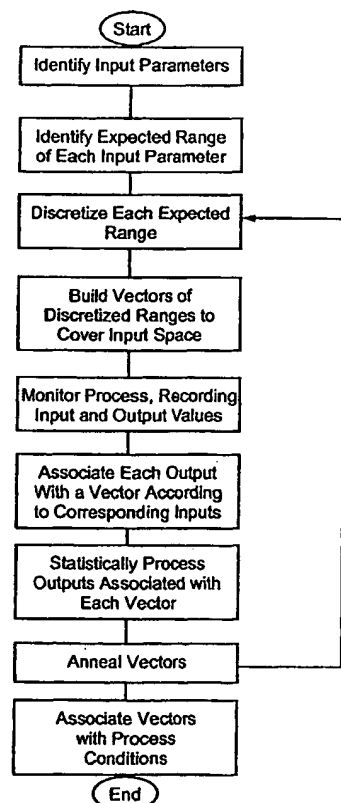 Start
Identify Input Parameters
Identify Expected Range
of Each Input Parameter
Discretize Each Expected
Range
Build Vectors of
Discretized Ranges to
Cover Input Space
Monitor Process, Recording
Input and Output Values
Associate Each Output
With a Vector According
to Corresponding Inputs
Statistically Process
Outputs Associated with
Each Vector
Anneal Vectors
Associate Vectors
with Process
Conditions
End